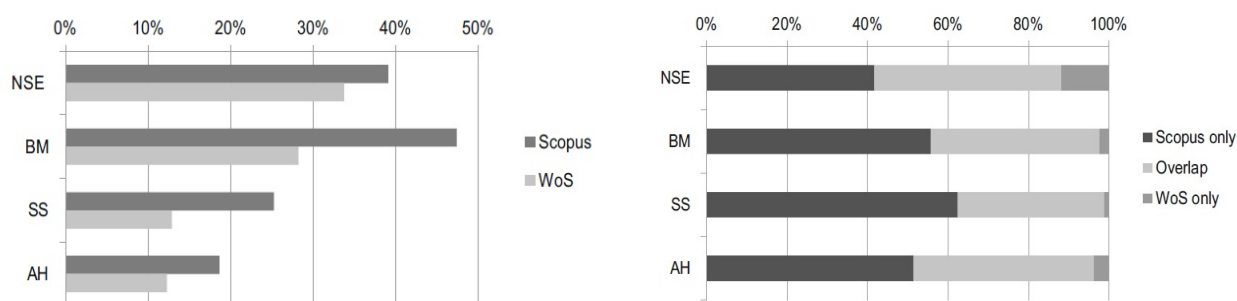 0% 10% 20% 30% 40% 50%
NSE
BM
SS
AH
Scopus
WoS
0% 20% 40% 60% 80% 100%
NSE
BM
SS
AH
Scopus only
Overlap
WoS only